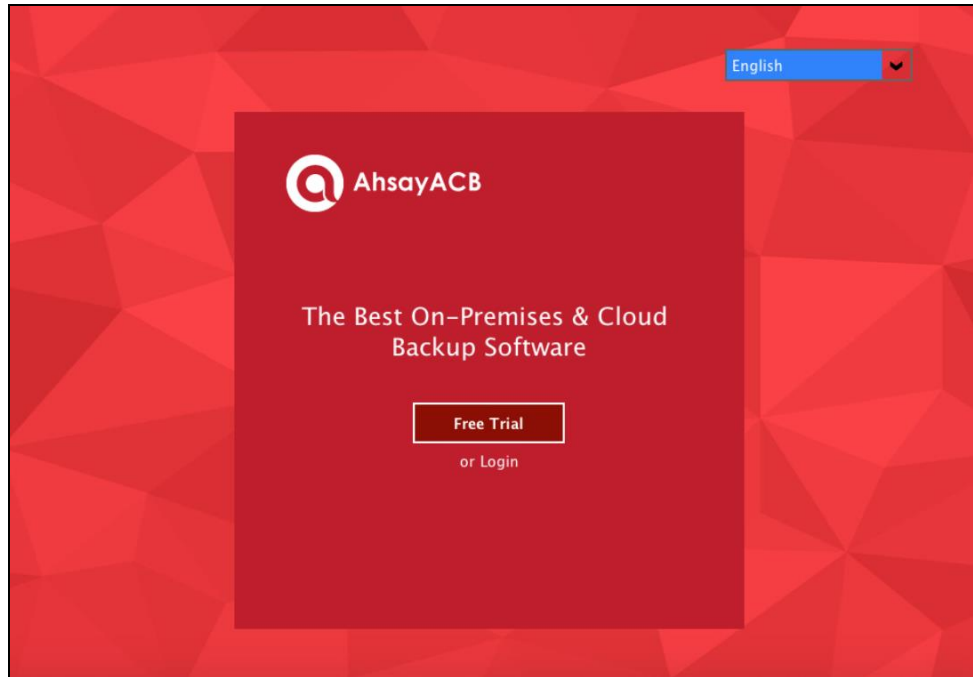 English
AhsayACB
The Best On-Premises & Cloud
Backup Software
Free Trial
or Login